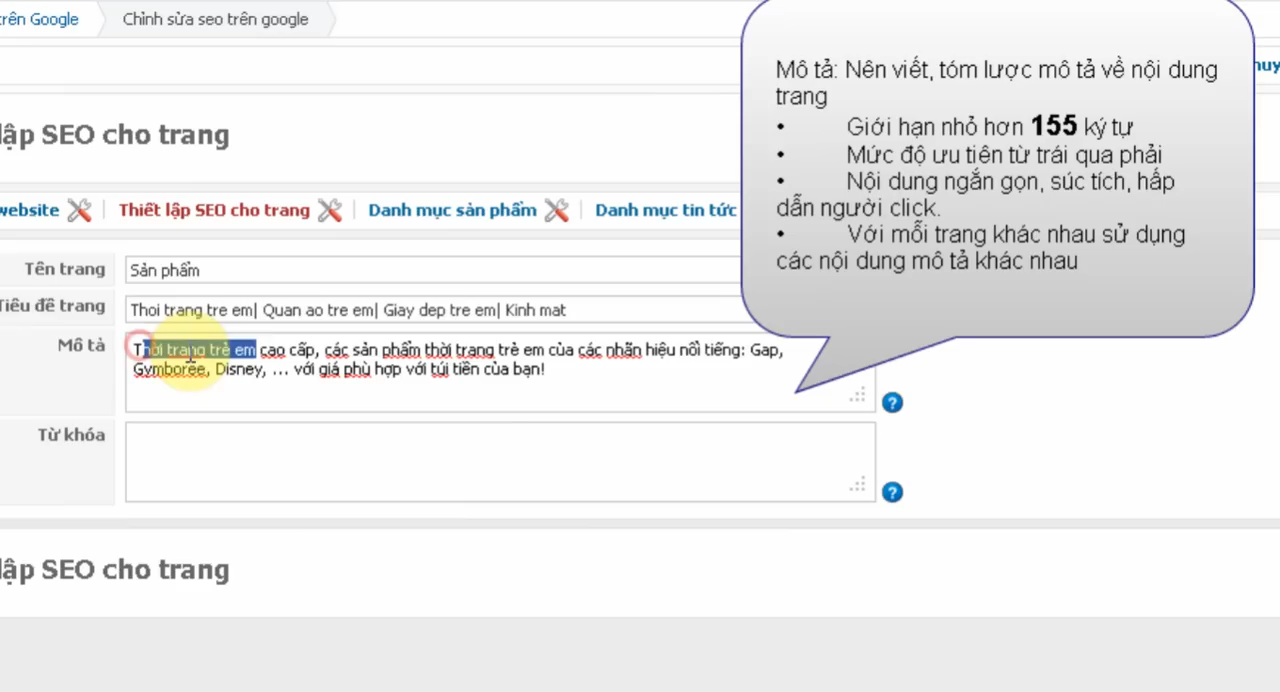 trên Google
Chỉnh sửa seo trên google
Mô tả: Nên viết, tóm lược mô tả về nội dung
trang
• Giới hạn nhỏ hơn 155 ký tự
• Mức độ ưu tiên từ trái qua phải
• Nội dung ngắn gọn, súc tích, hấp
dẫn người click.
• Với mỗi trang khác nhau sử dụng
các nội dung mô tả khác nhau
lập SEO cho trang
website | Thiết lập SEO cho trang | Danh mục sản phẩm | Danh mục tin tức
Tên trang
Sản phẩm
Tiêu đề trang
Thoi trang tre em| Quan ao tre em| Giay dep tre em| Kinh mat
Mô tả
Thời trang trẻ em cao cấp, các sản phẩm thời trang trẻ em của các nhãn hiệu nổi tiếng: Gap,
Gymboree, Disney, ... với giá phù hợp với túi tiền của bạn!
?
Từ khóa
?
lập SEO cho trang